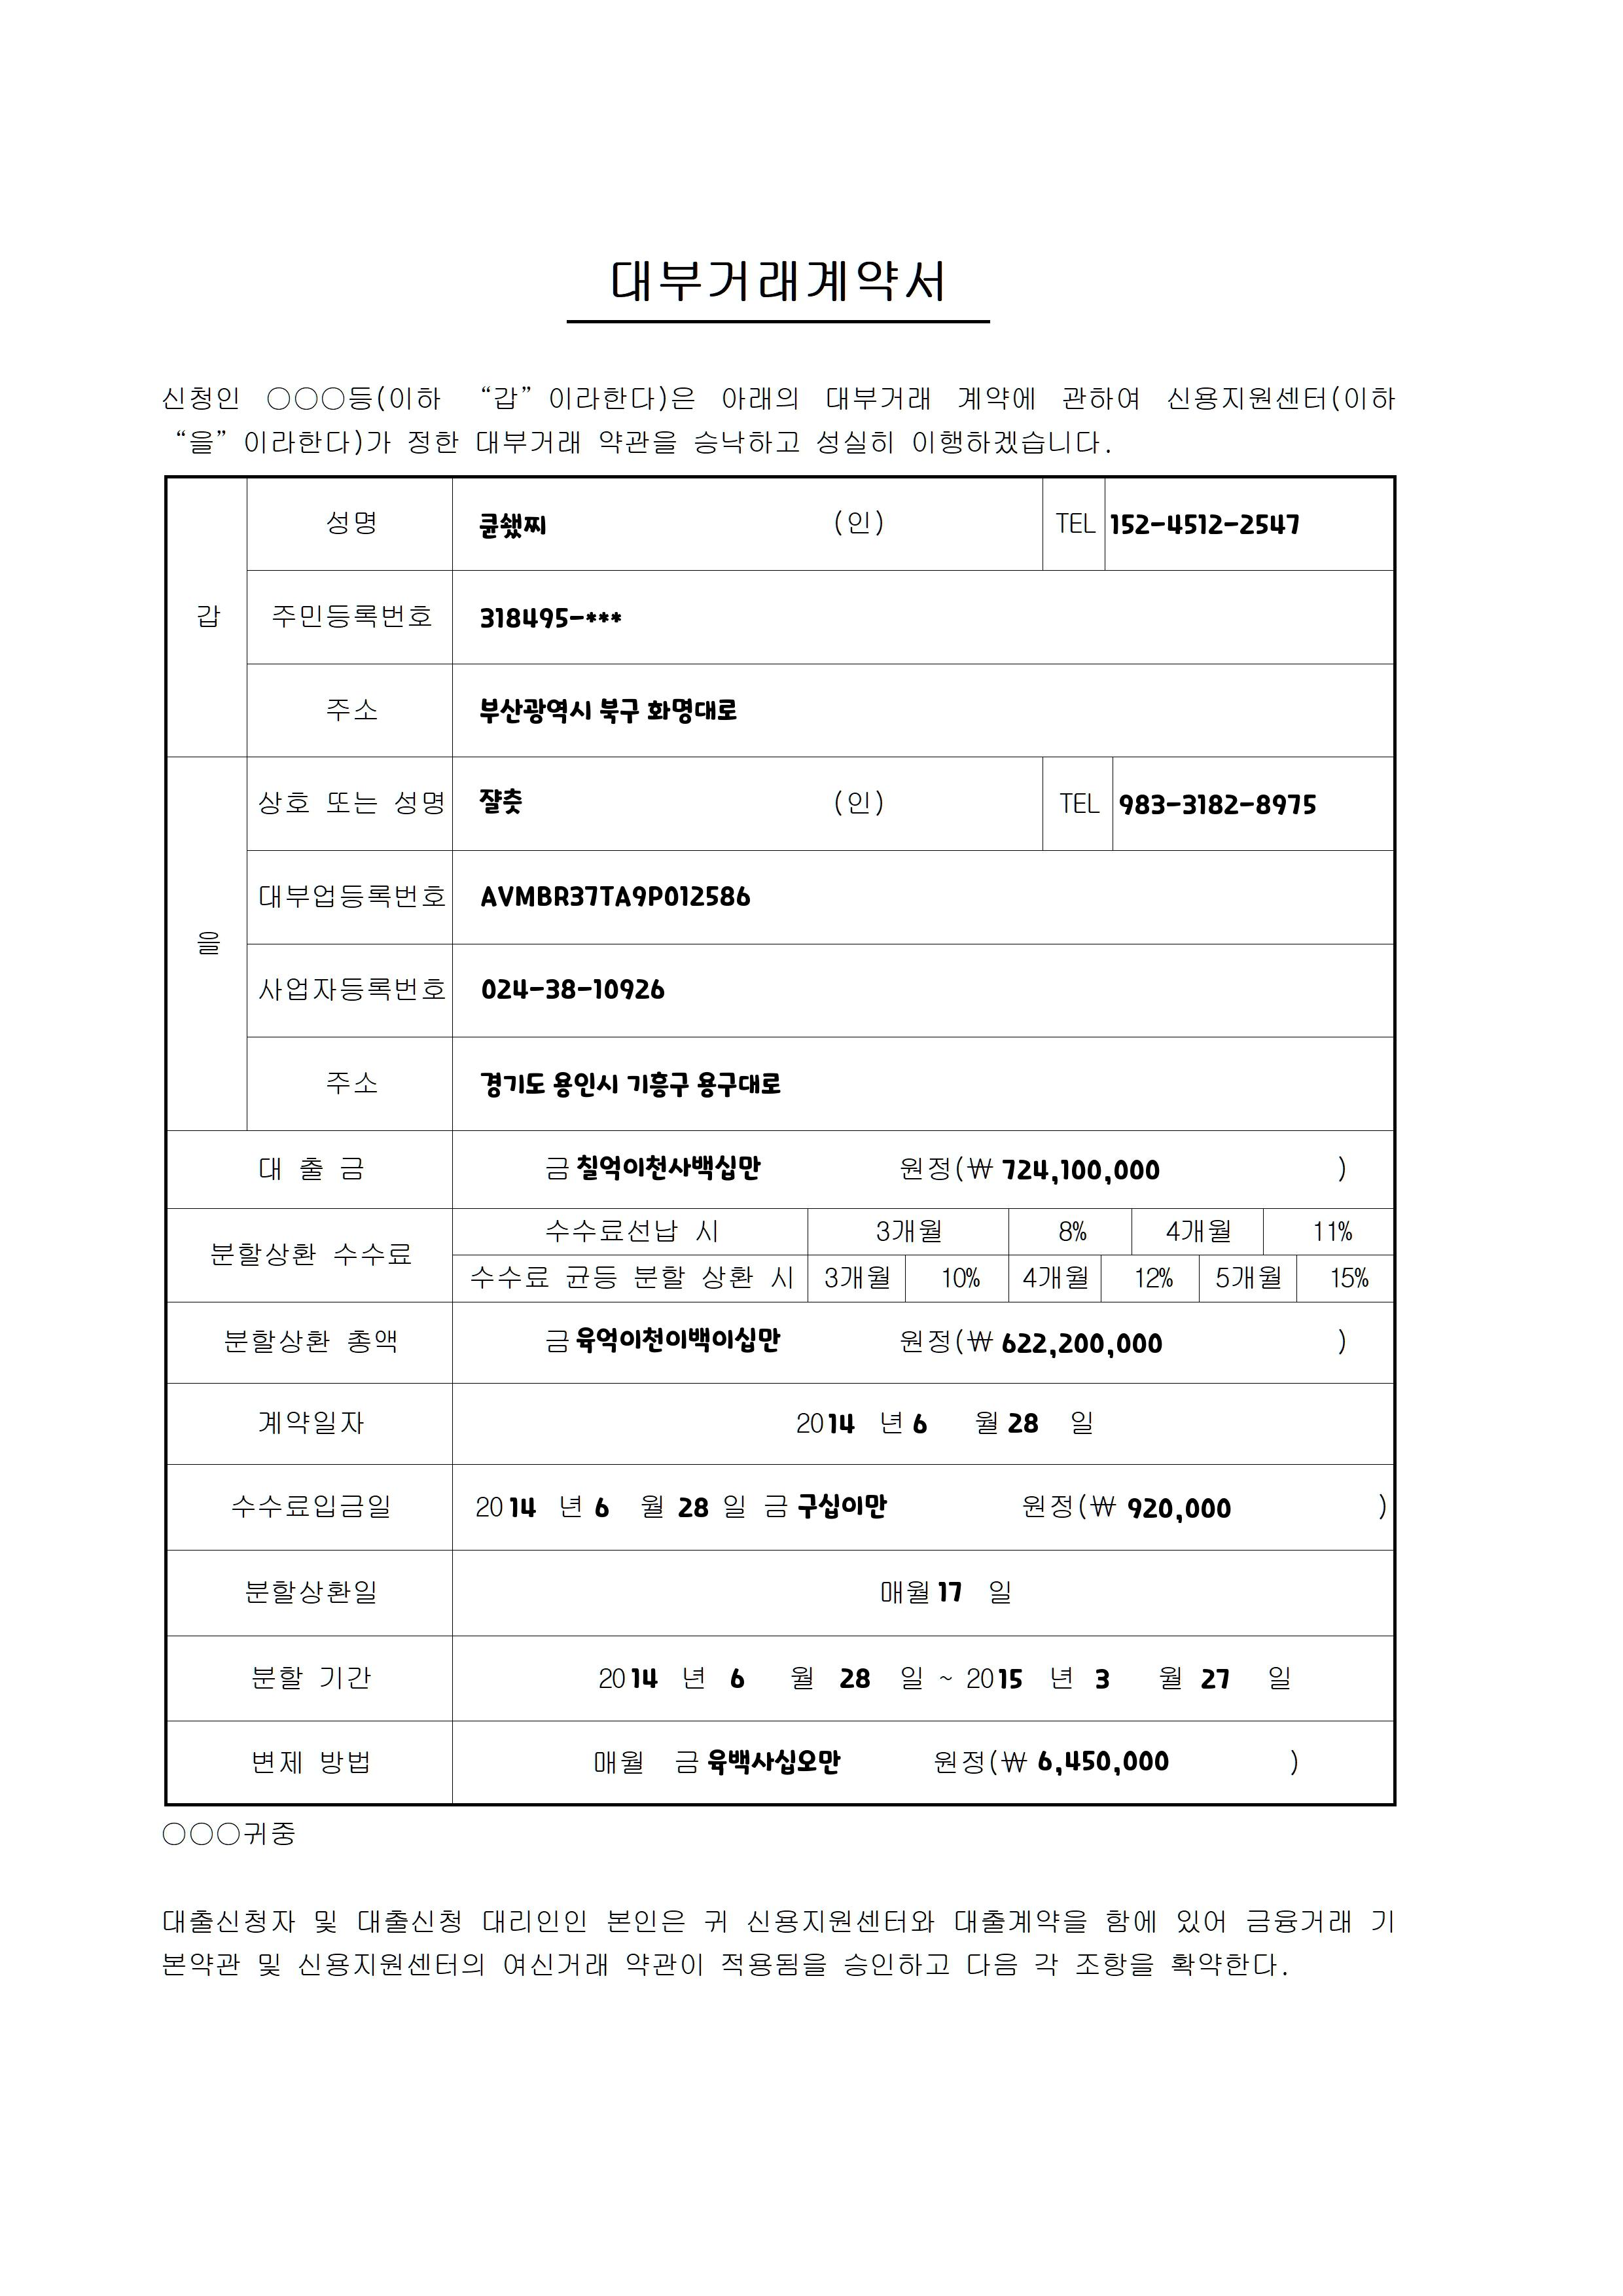 대부거래계약서
신청인 ○○○등(이하 “갑”이라한다)은 아래의 대부거래 계약에 관하여 신용지원센터(이하
“을”이라한다)가 정한 대부거래 약관을 승낙하고 성실히 이행하겠습니다.
갑
성명 큔쇘찌 (인) TEL 152-4512-2547
주민등록번호 318495-***
주소 부산광역시 북구 화명대로
을
상호 또는 성명 쟐츳 (인) TEL 983-3182-8975
대부업등록번호 AVMBR37TA9P012586
사업자등록번호 024-38-10926
주소 경기도 용인시 기흥구 용구대로
대 출 금 금 칠억이천사백십만 원정(₩ 724,100,000 )
분할상환 수수료
수수료선납 시 3개월 8% 4개월 11%
수수료 균등 분할 상환 시 3개월 10% 4개월 12% 5개월 15%
분할상환 총액 금 육억이천이백이십만 원정(₩ 622,200,000 )
계약일자 2014 년 6 월 28 일
수수료입금일 2014 년 6 월 28 일 금 구십이만 원정(₩ 920,000 )
분할상환일 매월 17 일
분할 기간 2014 년 6 월 28 일 ~ 2015 년 3 월 27 일
변제 방법 매월 금 육백사십오만 원정(₩ 6,450,000 )
○○○귀중
대출신청자 및 대출신청 대리인인 본인은 귀 신용지원센터와 대출계약을 함에 있어 금융거래 기
본약관 및 신용지원센터의 여신거래 약관이 적용됨을 승인하고 다음 각 조항을 확약한다.